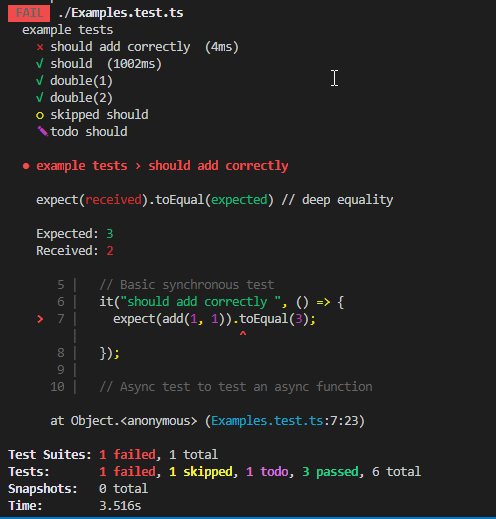 FAIL ./Examples.test.ts
example tests
× should add correctly (4ms)
√ should (1002ms)
√ double(1)
√ double(2)
○ skipped should
✎ todo should
● example tests › should add correctly
expect(received).toEqual(expected) // deep equality
Expected: 3
Received: 2
5 | // Basic synchronous test
6 | it("should add correctly ", () => {
> 7 | expect(add(1, 1)).toEqual(3);
| ^
8 | });
9 |
10 | // Async test to test an async function
at Object.<anonymous> (Examples.test.ts:7:23)
Test Suites: 1 failed, 1 total
Tests: 1 failed, 1 skipped, 1 todo, 3 passed, 6 total
Snapshots: 0 total
Time: 3.516s